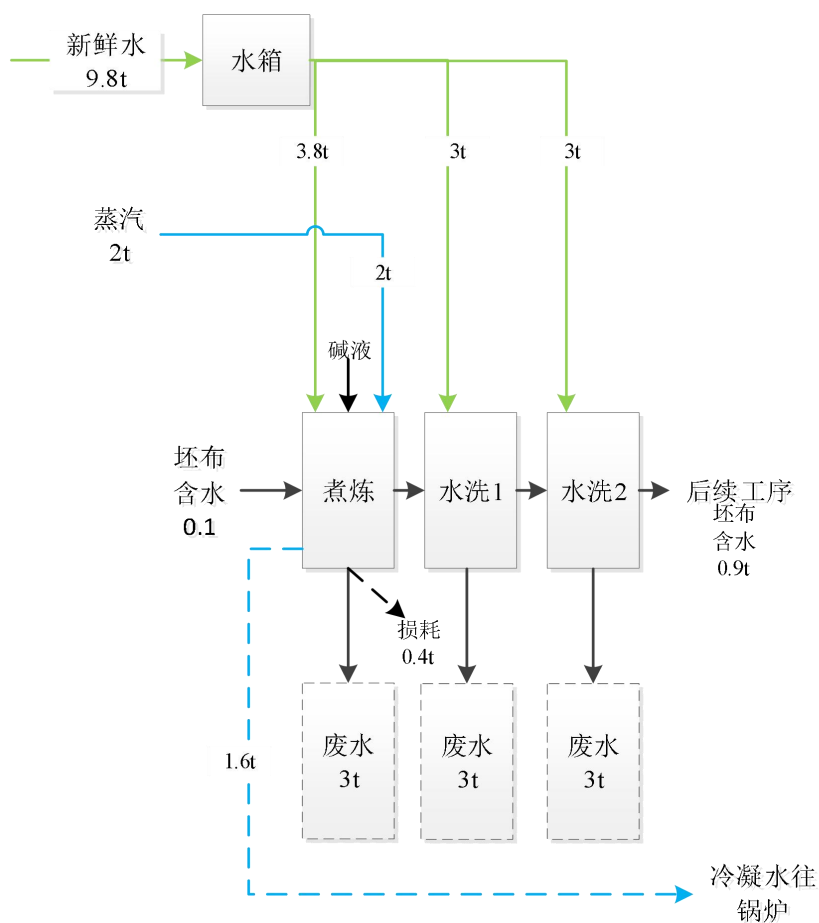 新鲜水
9.8t
水箱
3.8t
3t
3t
蒸汽
2t
2t
碱液
坯布
含水
0.1
煮炼
水洗1
水洗2
后续工序
坯布
含水
0.9t
损耗
0.4t
废水
3t
废水
3t
废水
3t
1.6t
冷凝水往
锅炉